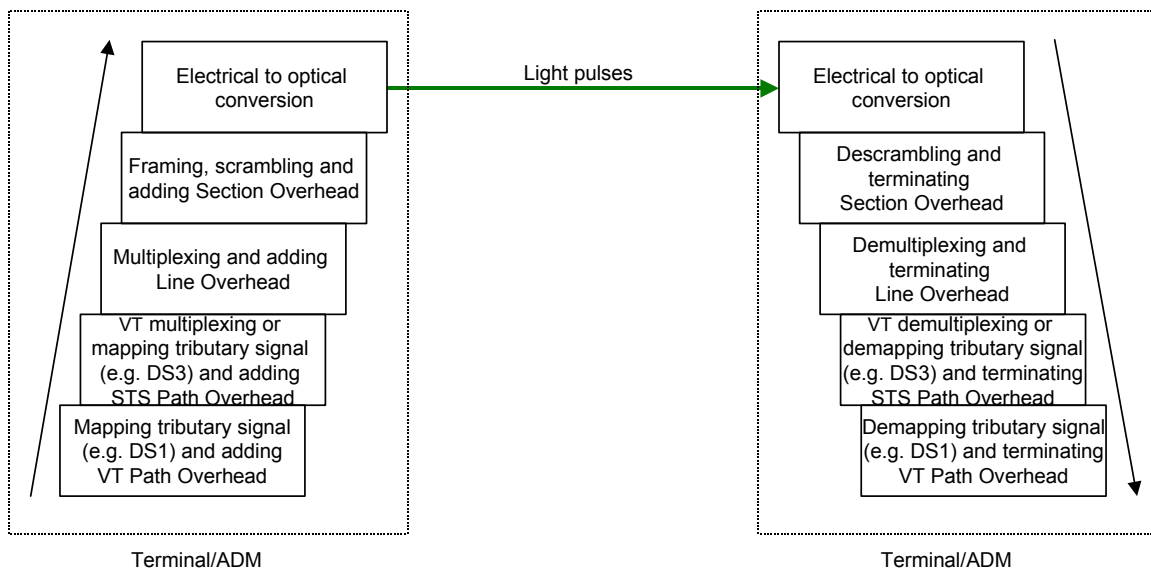 Electrical to optical
conversion
Framing, scrambling and
adding Section Overhead
Multiplexing and adding
Line Overhead
VT multiplexing or
mapping tributary signal
(e.g. DS3) and adding
STS Path Overhead
Mapping tributary signal
(e.g. DS1) and adding
VT Path Overhead
Terminal/ADM
Light pulses
Electrical to optical
conversion
Descrambling and
terminating
Section Overhead
Demultiplexing and
terminating
Line Overhead
VT demultiplexing or
demapping tributary signal
(e.g. DS3) and terminating
STS Path Overhead
Demapping tributary signal
(e.g. DS1) and terminating
VT Path Overhead
Terminal/ADM